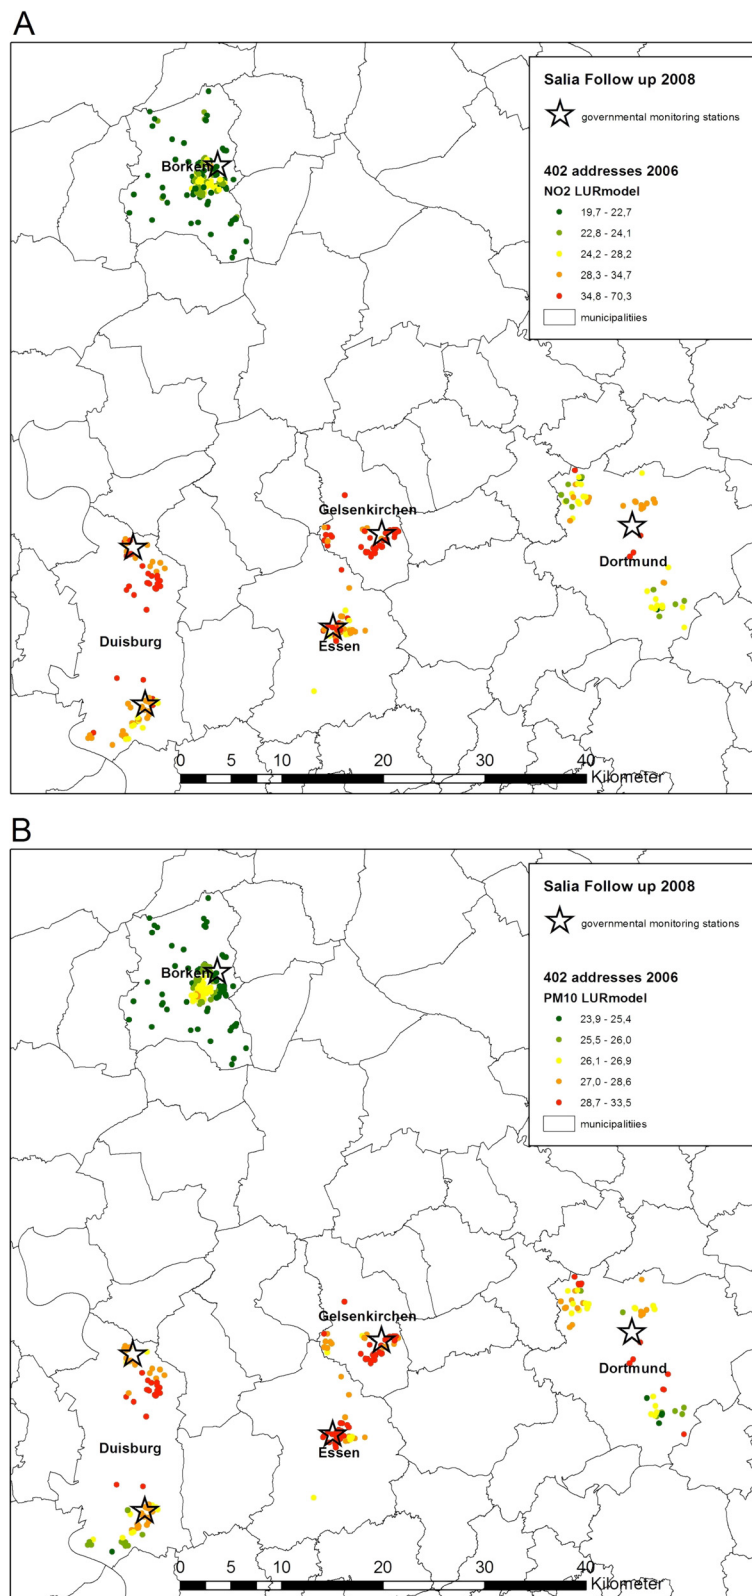 A
Salia Follow up 2008
governmental monitoring stations
402 addresses 2006
NO2 LURmodel
19,7 - 22,7
22,8 - 24,1
24,2 - 28,2
28,3 - 34,7
34,8 - 70,3
municipalitiies
Borken
Gelsenkirchen
Dortmund
Duisburg
Essen
0 5 10 20 30 40
Kilometer
B
Salia Follow up 2008
governmental monitoring stations
402 addresses 2006
PM10 LURmodel
23,9 - 25,4
25,5 - 26,0
26,1 - 26,9
27,0 - 28,6
28,7 - 33,5
municipalitiies
Borken
Gelsenkirchen
Dortmund
Duisburg
Essen
0 5 10 20 30 40
Kilometer